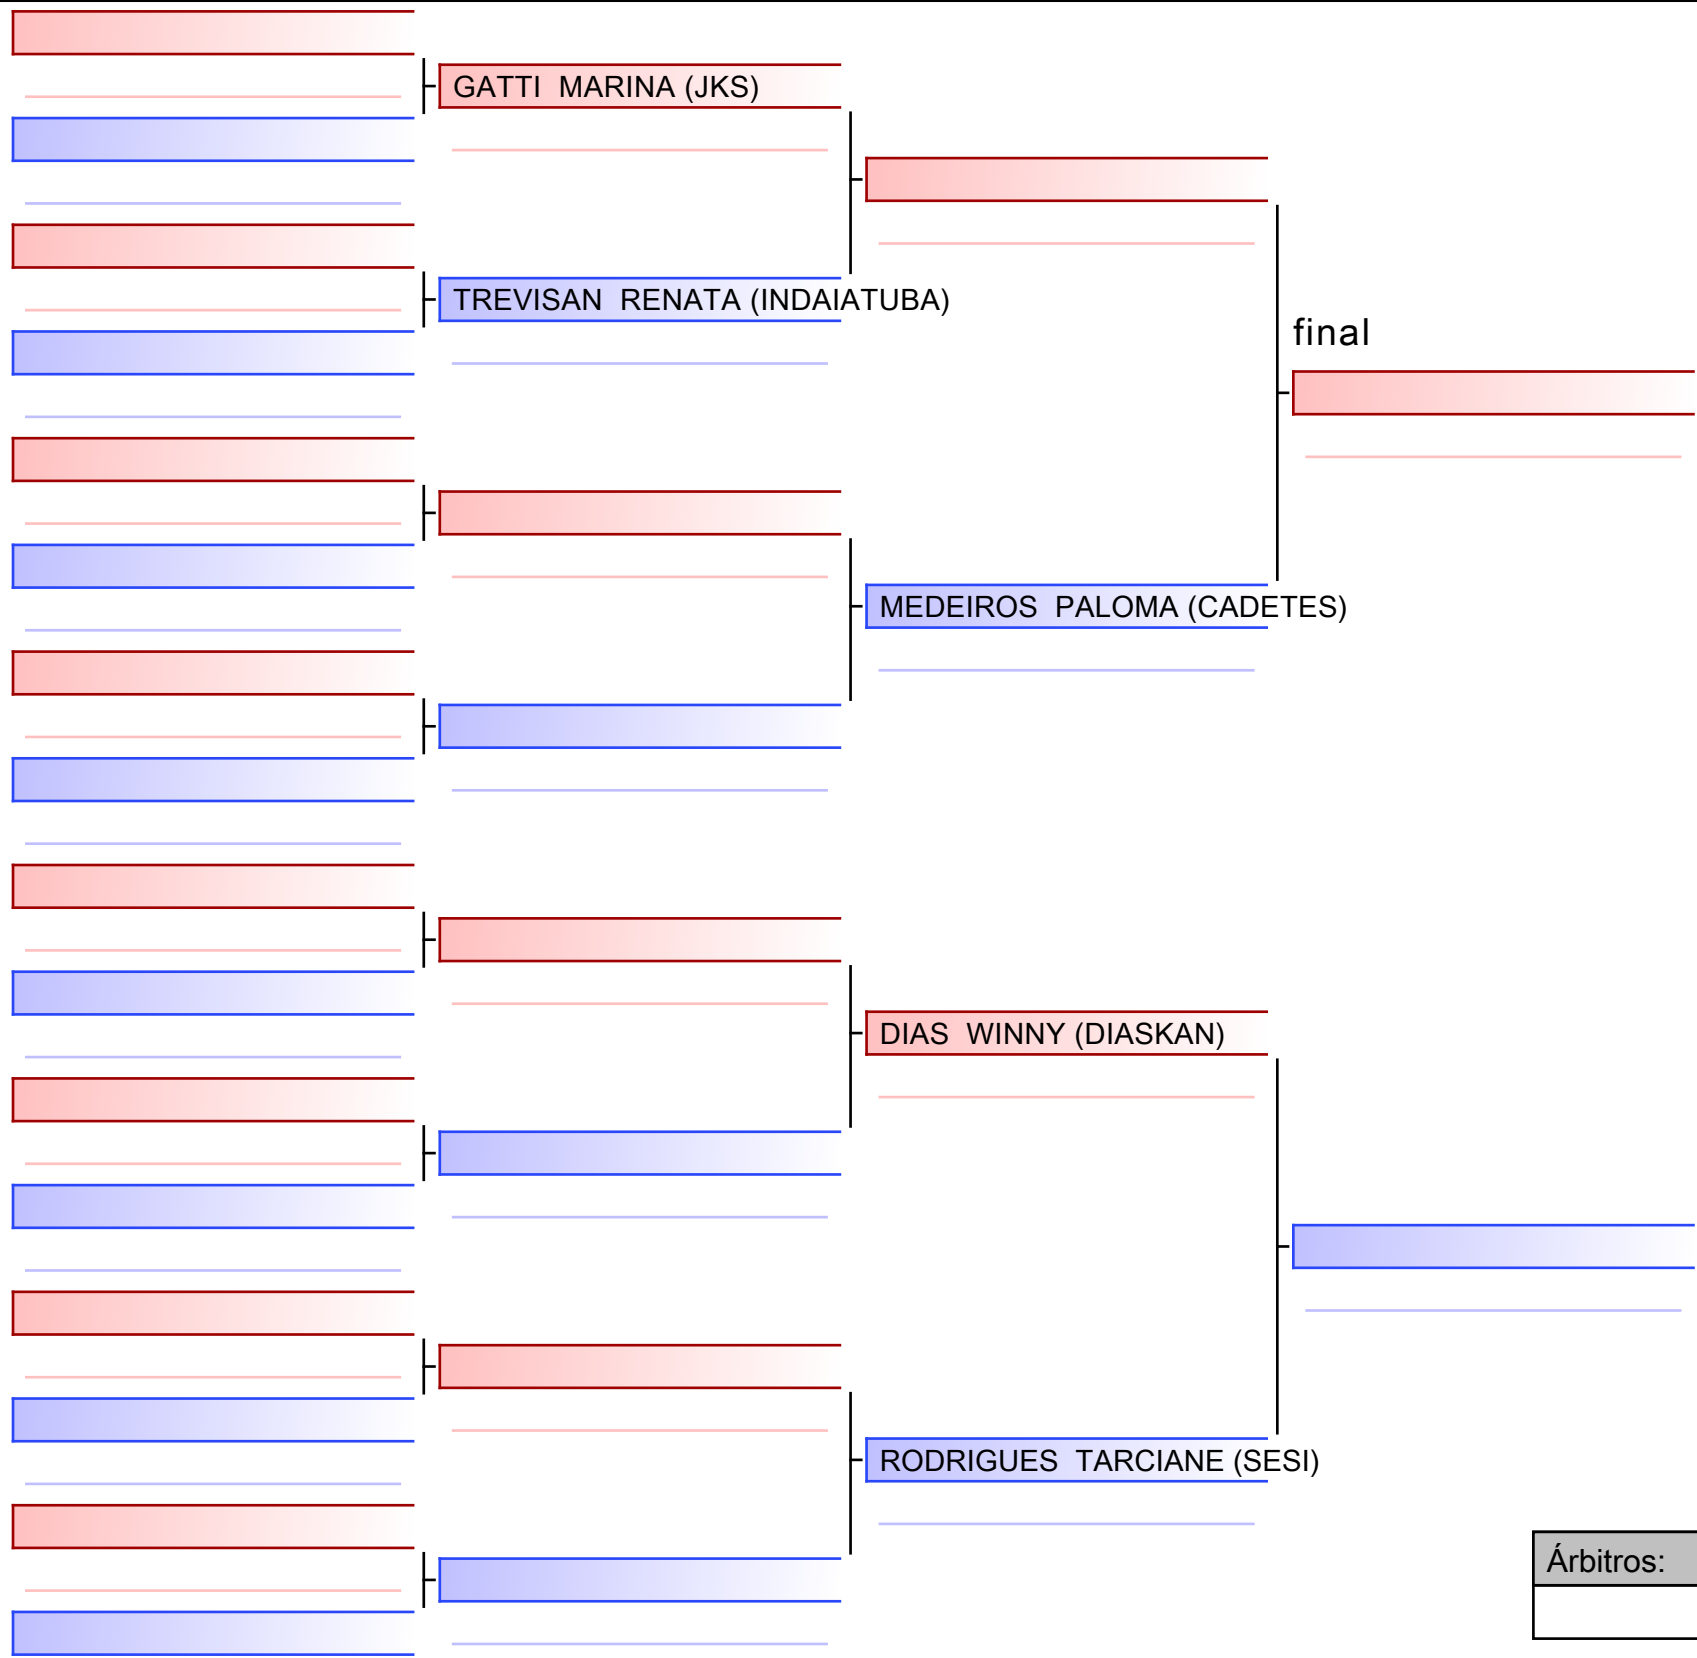 GATTI  MARINA (JKS)
TREVISAN  RENATA (INDAIATUBA)
final
MEDEIROS  PALOMA (CADETES)
DIAS  WINNY (DIASKAN)
RODRIGUES  TARCIANE (SESI)
Árbitros: